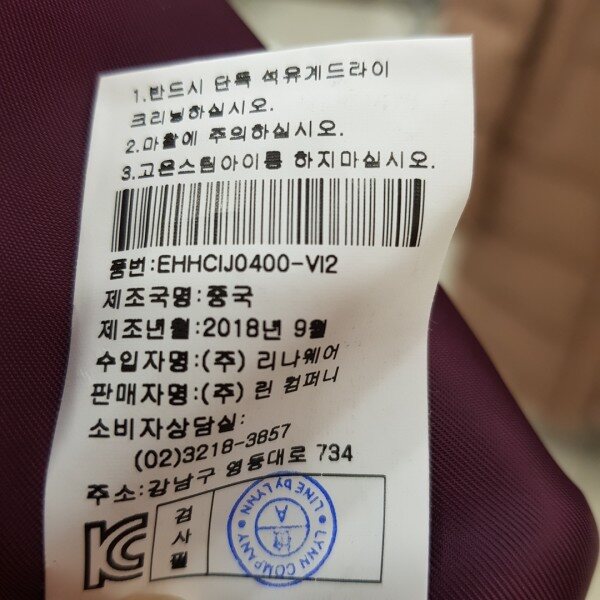 1.반드시 단독 석유계드라이
크리닝하십시오.
2.마찰에 주의하십시오.
3.고온스팀아이롱 하지마십시오.
품번:EHHCIJ0400-VI2
제조국명:중국
제조년월:2018년 9월
수입자명:(주) 리나웨어
판매자명:(주) 린 컴퍼니
소비자상담실:
(02)3218-3857
주소:강남구 영동대로 734
검사필
LINE BY LYNN
A
LYNN COMPANY